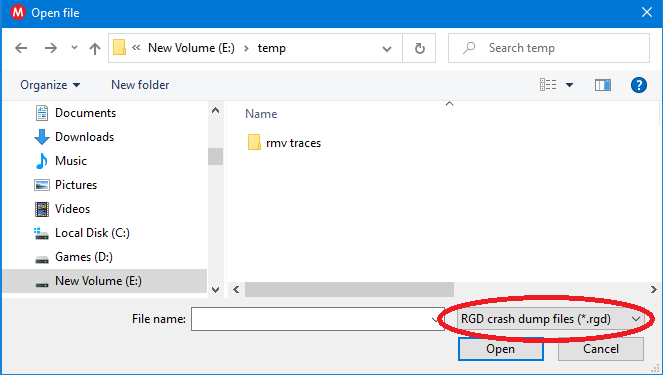 M Open file
New Volume (E:) temp
Search temp
Organize New folder
?
Name
Documents
Downloads
Music
Pictures
Videos
Local Disk (C:)
Games (D:)
New Volume (E:)
rmv traces
File name:
RGD crash dump files (*.rgd)
Open Cancel